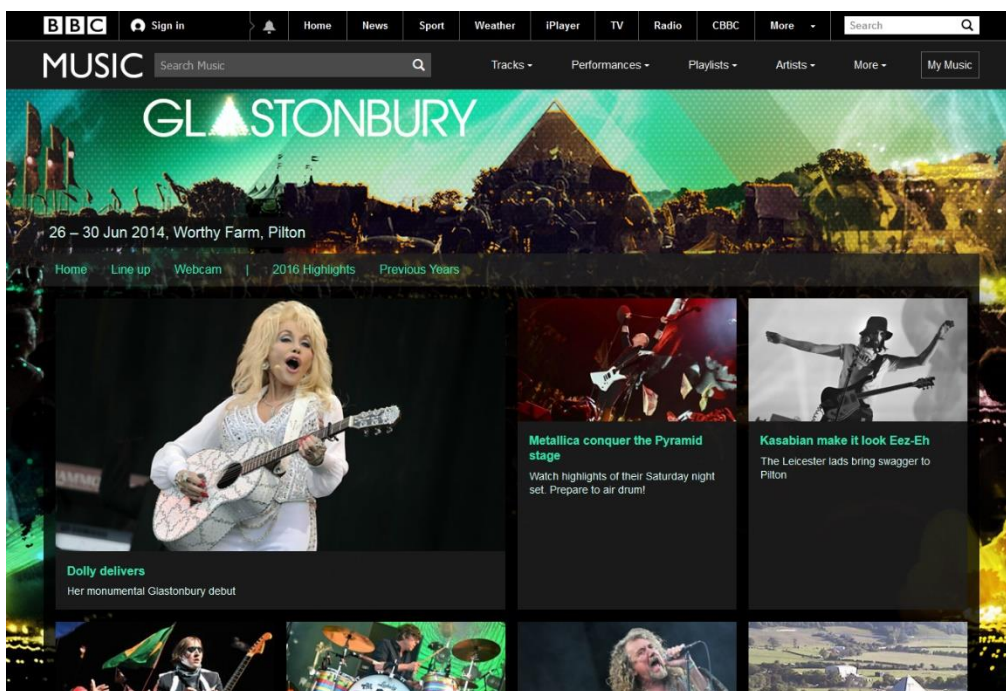 BBC Sign in Home News Sport Weather iPlayer TV Radio CBBC More Search
MUSIC Search Music Tracks Performances Playlists Artists More My Music
GLASTONBURY
26 – 30 Jun 2014, Worthy Farm, Pilton
Home Line up Webcam | 2016 Highlights Previous Years
Metallica conquer the Pyramid
stage
Watch highlights of their Saturday night
set. Prepare to air drum!
Kasabian make it look Eez-Eh
The Leicester lads bring swagger to
Pilton
Dolly delivers
Her monumental Glastonbury debut